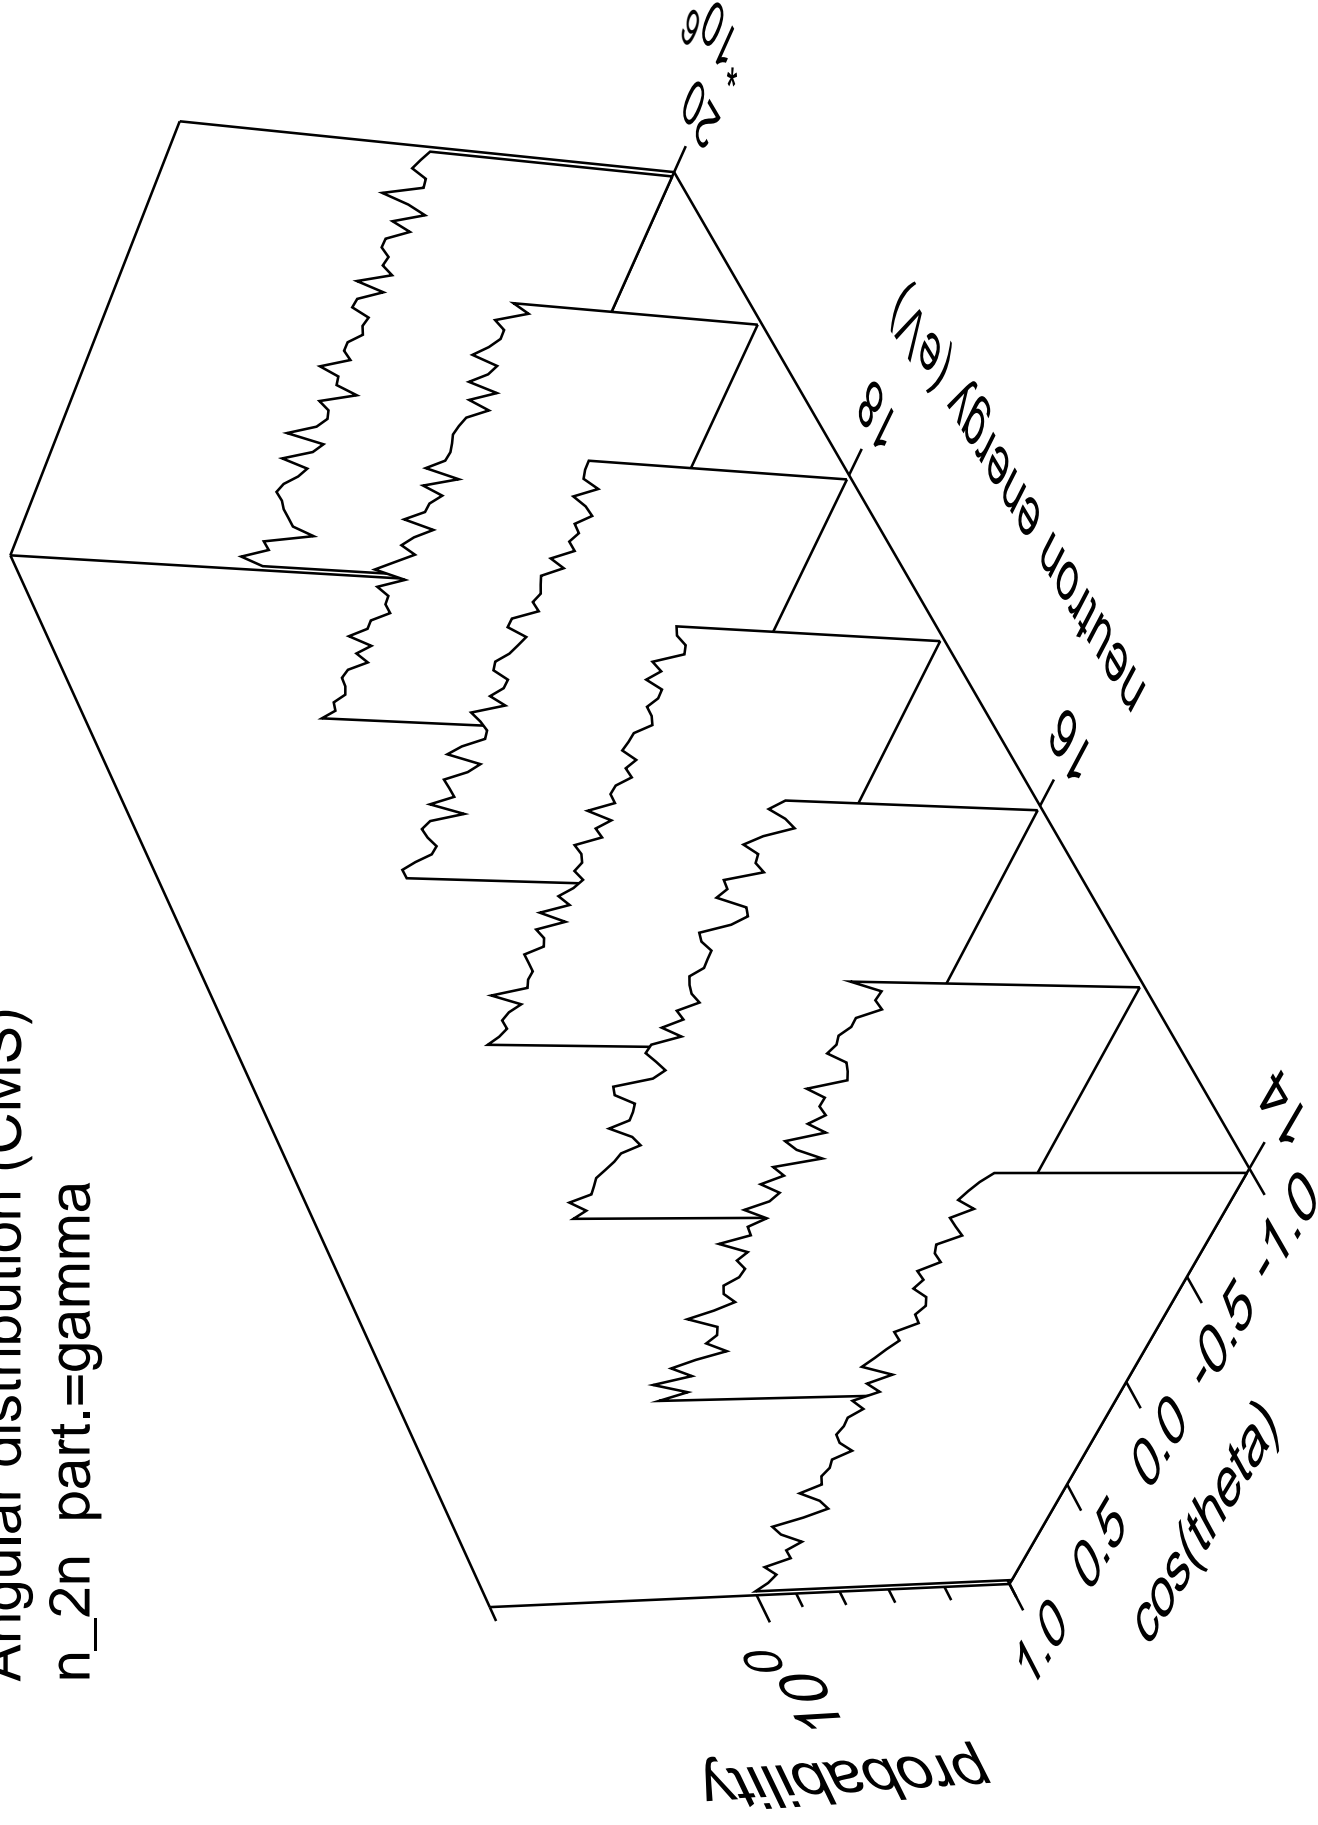 Angular distribution (CMS)
n_2n part.=gamma
probability
10^0
cos(theta)
1.0 0.5 0.0 -0.5 -1.0
neutron energy (eV)
14 16 18 20
*10^6